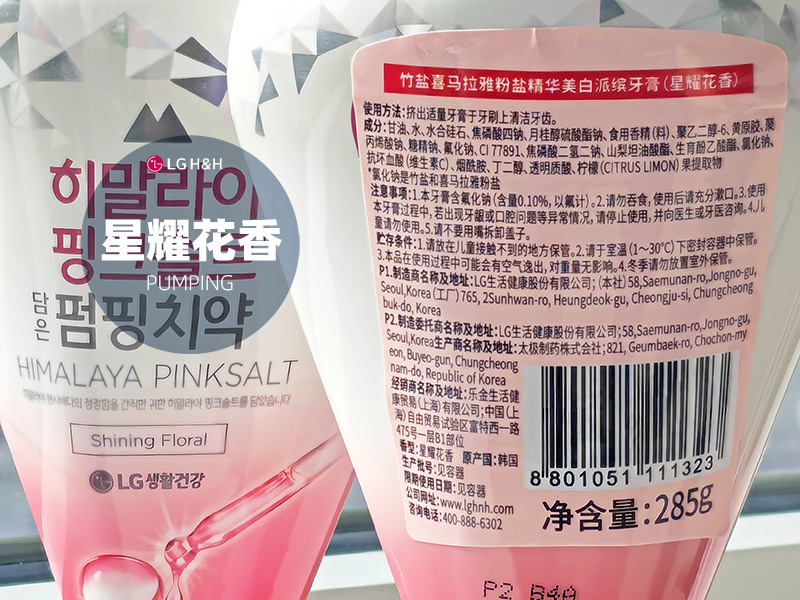 LG H&H
히말라이
星耀花香
핑크솔트
PUMPING
담은 펌핑치약
HIMALAYA PINKSALT
Shining Floral
LG생활건강
竹盐喜马拉雅粉盐精华美白派缤牙膏(星耀花香)
使用方法:挤出适量牙膏于牙刷上清洁牙齿。
成分:甘油、水、水合硅石、焦磷酸四钠、月桂醇硫酸酯钠、食用香精(料)、聚乙二醇-6、黄原胶、聚
丙烯酸钠、糖精钠、氟化钠、CI 77891、焦磷酸二氢二钠、山梨坦油酸酯、生育酚乙酸酯、氯化钠、
抗坏血酸(维生素C)、烟酰胺、丁二醇、透明质酸、柠檬(CITRUS LIMON)果提取物
*氯化钠是竹盐和喜马拉雅粉盐
注意事项:1.本牙膏含氟化钠(含量0.10%,以氟计)。2.请勿吞食,使用后请充分漱口。3.使用
本牙膏过程中,若出现牙龈或口腔问题等异常情况,请停止使用,并向医生或牙医咨询。4.儿
童请勿使用。5.请不要用嘴拆卸盖子。
贮存条件:1.请放在儿童接触不到的地方保管。2.请于室温(1~30℃)下密封容器中保管。
3.本品在使用过程中可能会有空气逸出,对重量无影响。4.冬季请勿放置室外保管。
P1.制造商名称及地址:LG生活健康股份有限公司;(本社)58,Saemunan-ro,Jongno-gu,
Seoul,Korea(工厂)765, 2Sunhwan-ro, Heungdeok-gu, Cheongju-si, Chungcheong
buk-do, Korea
P2.制造委托商名称及地址:LG生活健康股份有限公司;58,Saemunan-ro,Jongno-gu,
Seoul,Korea生产商名称及地址:太极制药株式会社;821, Geumbaek-ro, Chochon-my
eon, Buyeo-gun, Chungcheong
nam-do, Republic of Korea
经销商名称及地址:乐金生活健
康贸易(上海)有限公司;中国(上
海)自由贸易试验区富特西一路
475号一层B1部位
香型:星耀花香 原产国:韩国
生产批号:见容器
限期使用日期:见容器
公司网址:www.lghnh.com
咨询电话:400-888-6302
8 801051 111323
净含量:285g
P2 B40